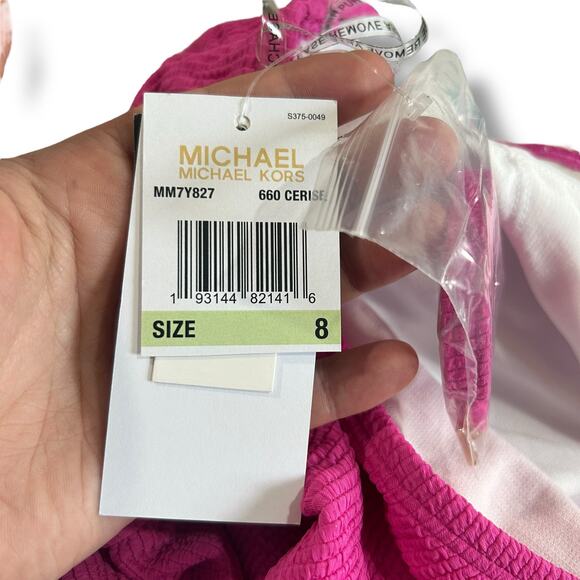 S375-0049
MICHAEL
MICHAEL KORS
MM7Y827 660 CERISE
1 93144 82141 6
SIZE 8